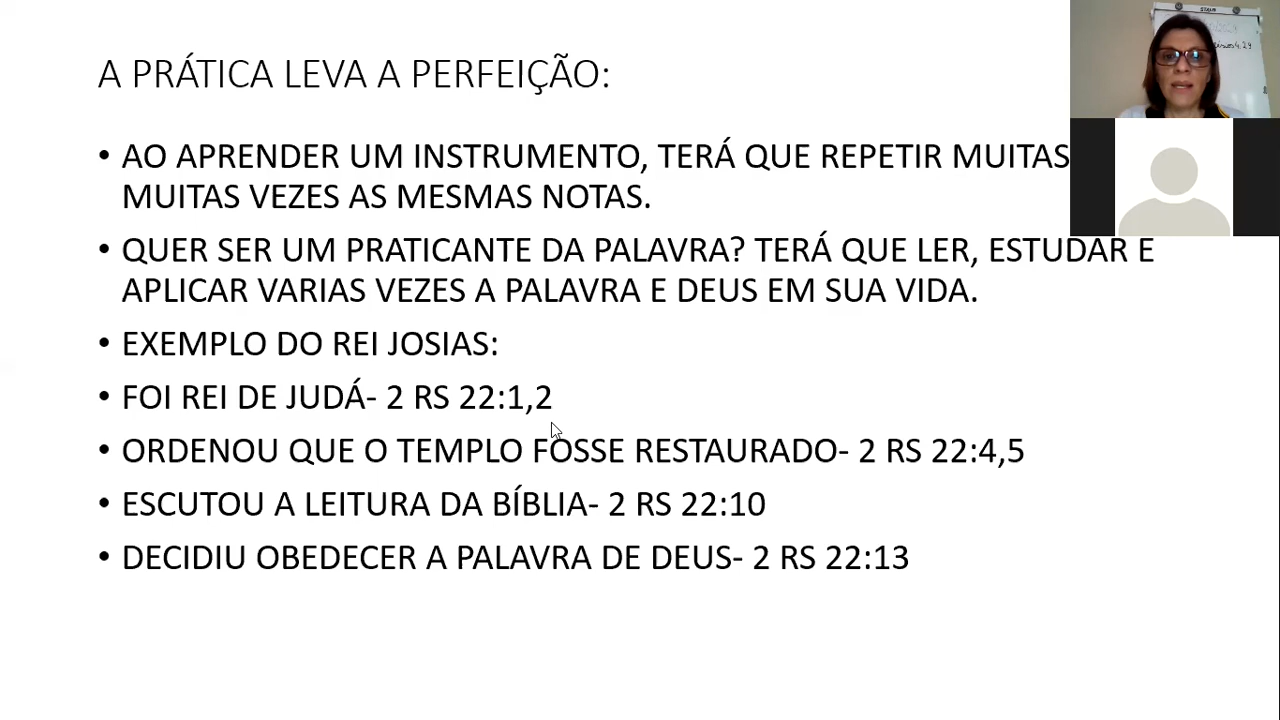 A PRÁTICA LEVA A PERFEIÇÃO:
• AO APRENDER UM INSTRUMENTO, TERÁ QUE REPETIR MUITAS
MUITAS VEZES AS MESMAS NOTAS.
• QUER SER UM PRATICANTE DA PALAVRA? TERÁ QUE LER, ESTUDAR E
APLICAR VARIAS VEZES A PALAVRA E DEUS EM SUA VIDA.
• EXEMPLO DO REI JOSIAS:
• FOI REI DE JUDÁ- 2 RS 22:1,2
• ORDENOU QUE O TEMPLO FOSSE RESTAURADO- 2 RS 22:4,5
• ESCUTOU A LEITURA DA BÍBLIA- 2 RS 22:10
• DECIDIU OBEDECER A PALAVRA DE DEUS- 2 RS 22:13